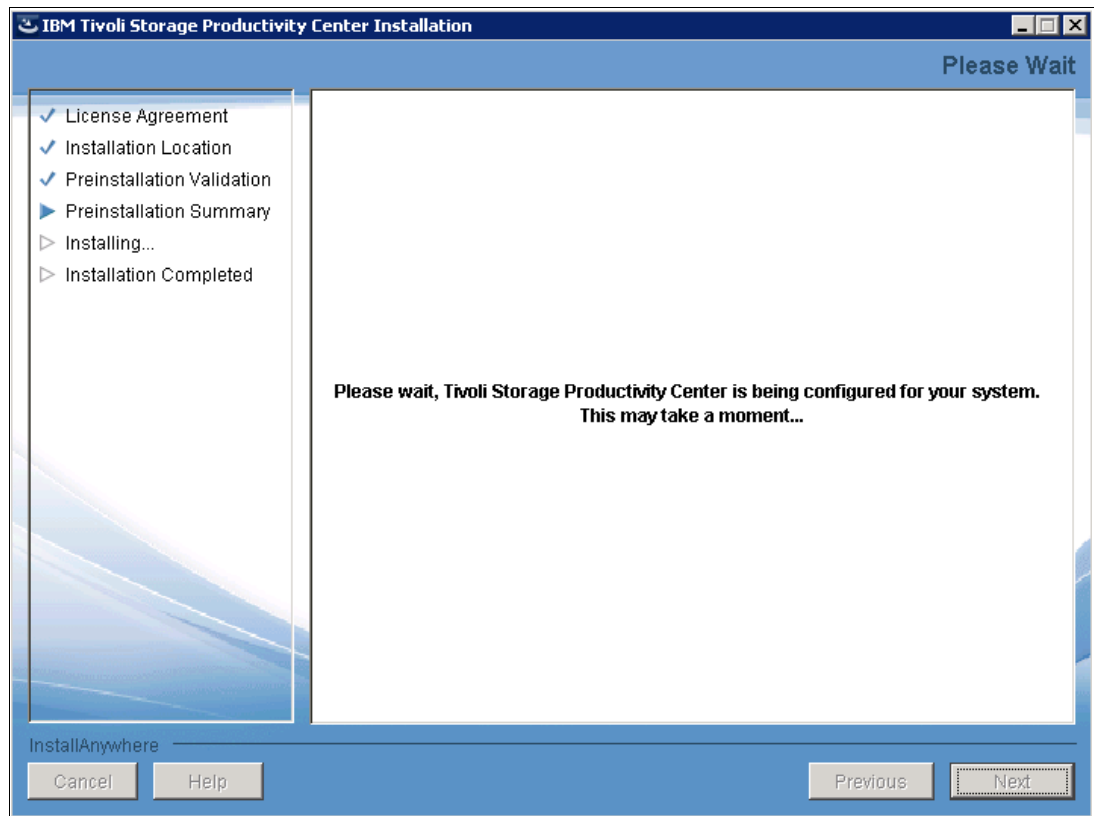 IBM Tivoli Storage Productivity Center Installation
Please Wait
License Agreement
Installation Location
Preinstallation Validation
Preinstallation Summary
Installing...
Installation Completed
Please wait, Tivoli Storage Productivity Center is being configured for your system.
This may take a moment...
InstallAnywhere
Cancel
Help
Previous
Next